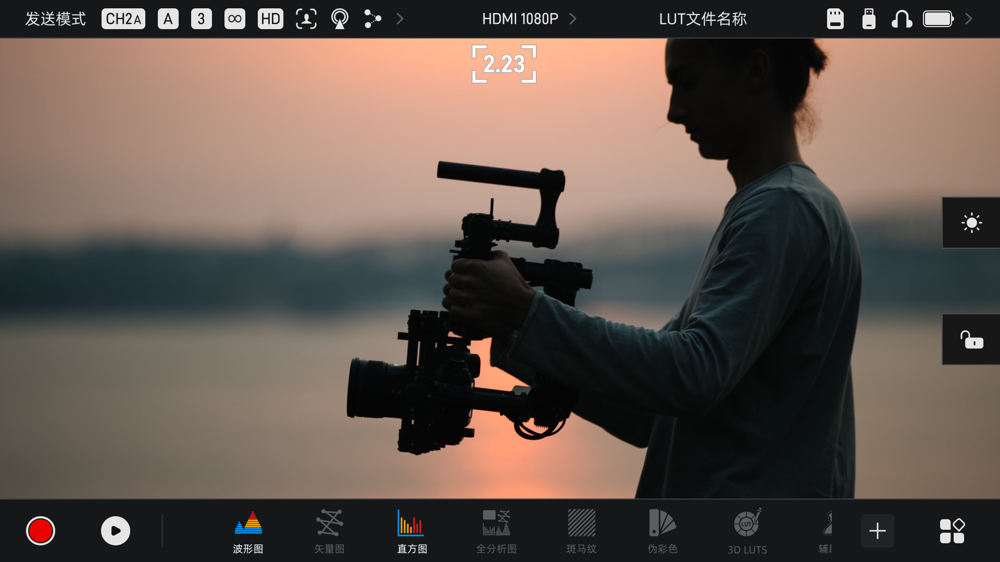 发送模式 CH2A A 3 ∞ HD HDMI 1080P LUT文件名称
2.23
LUT
波形图 矢量图 直方图 全分析图 斑马纹 伪彩色 3D LUTS 辅